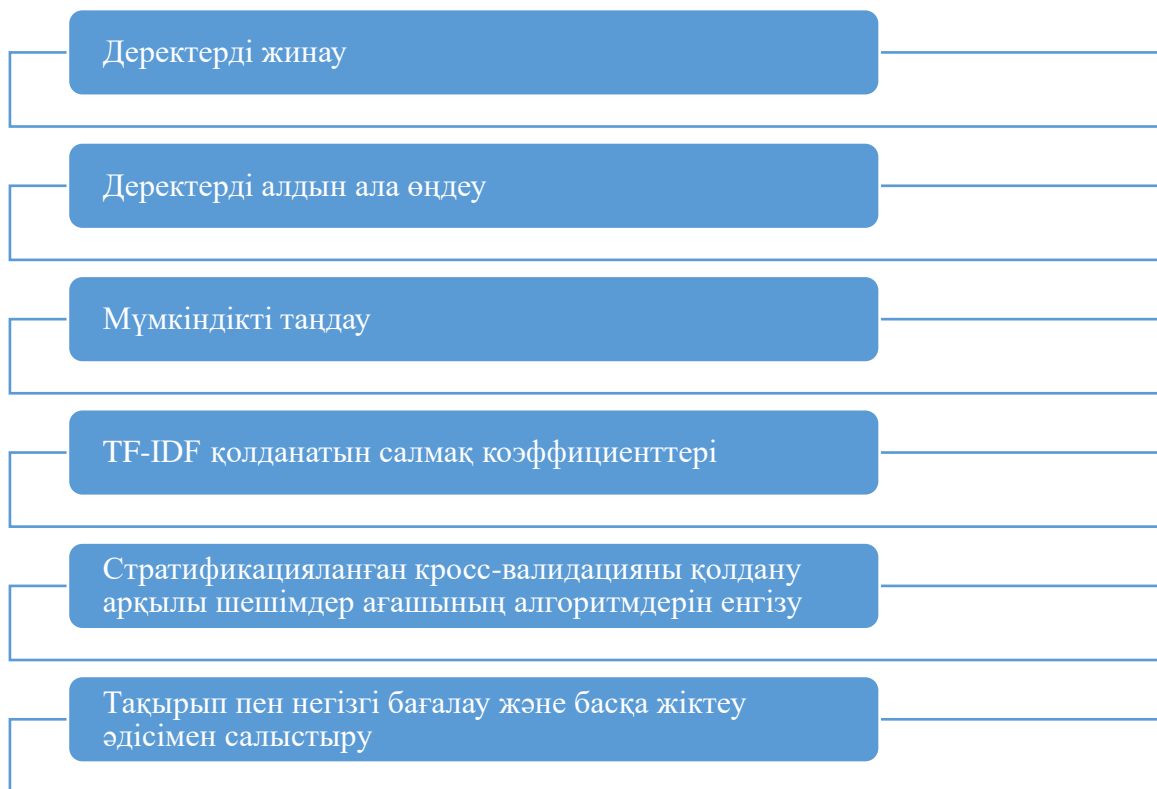 Деректерді жинау
Деректерді алдын ала өңдеу
Мүмкіндікті таңдау
TF-IDF қолданатын салмақ коэффициенттері
Стратификацияланған кросс-валидацияны қолдану
арқылы шешімдер ағашының алгоритмдерін енгізу
Тақырып пен негізгі бағалау және басқа жіктеу
әдісімен салыстыру